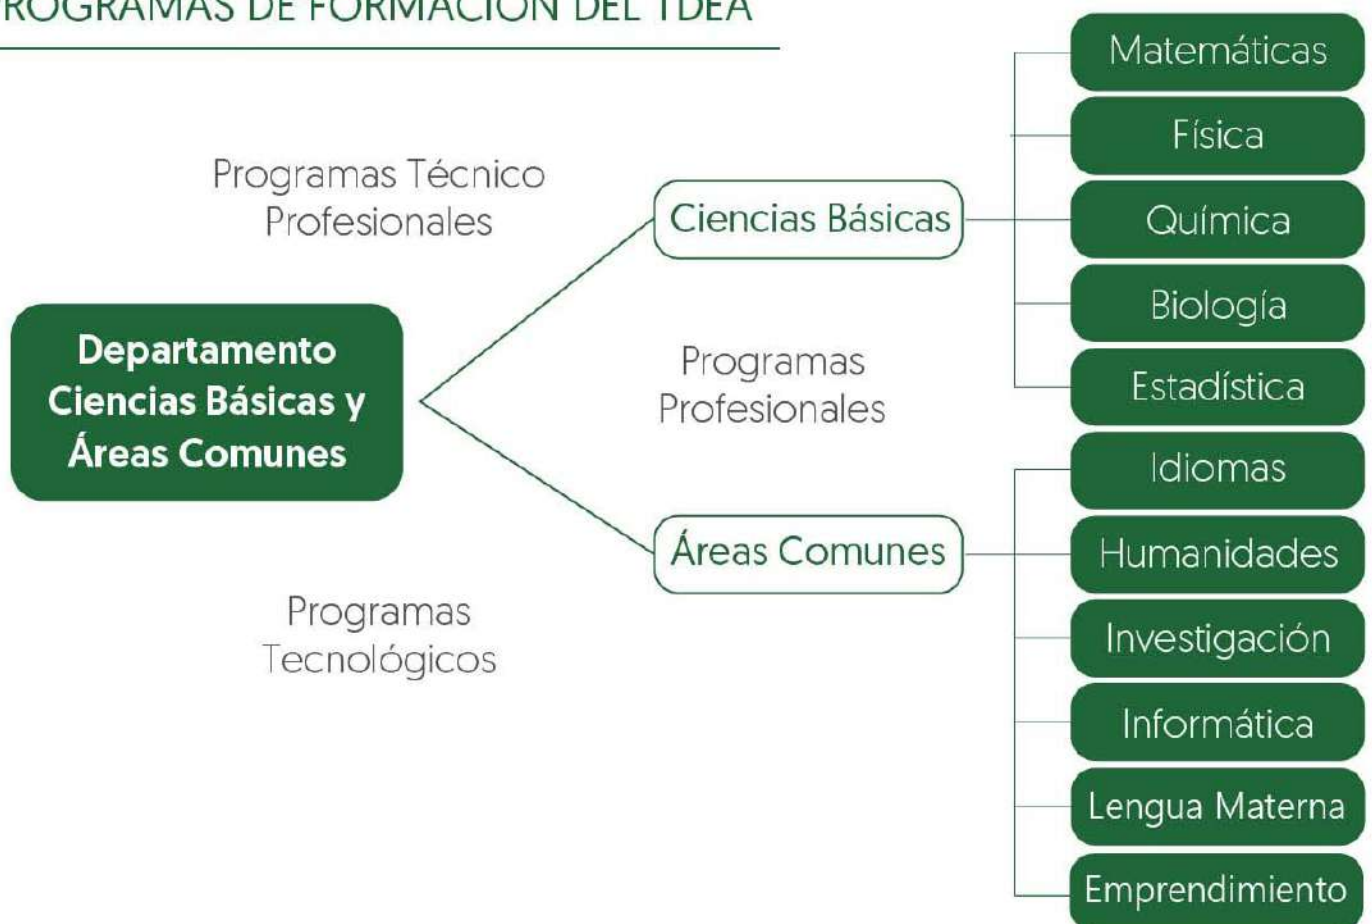 PROGRAMAS DE FORMACIÓN DEL TDEA
Programas Técnico
Profesionales
Departamento
Ciencias Básicas y
Áreas Comunes
Programas
Tecnológicos
Ciencias Básicas
Programas
Profesionales
Áreas Comunes
Matemáticas
Física
Química
Biología
Estadística
Idiomas
Humanidades
Investigación
Informática
Lengua Materna
Emprendimiento